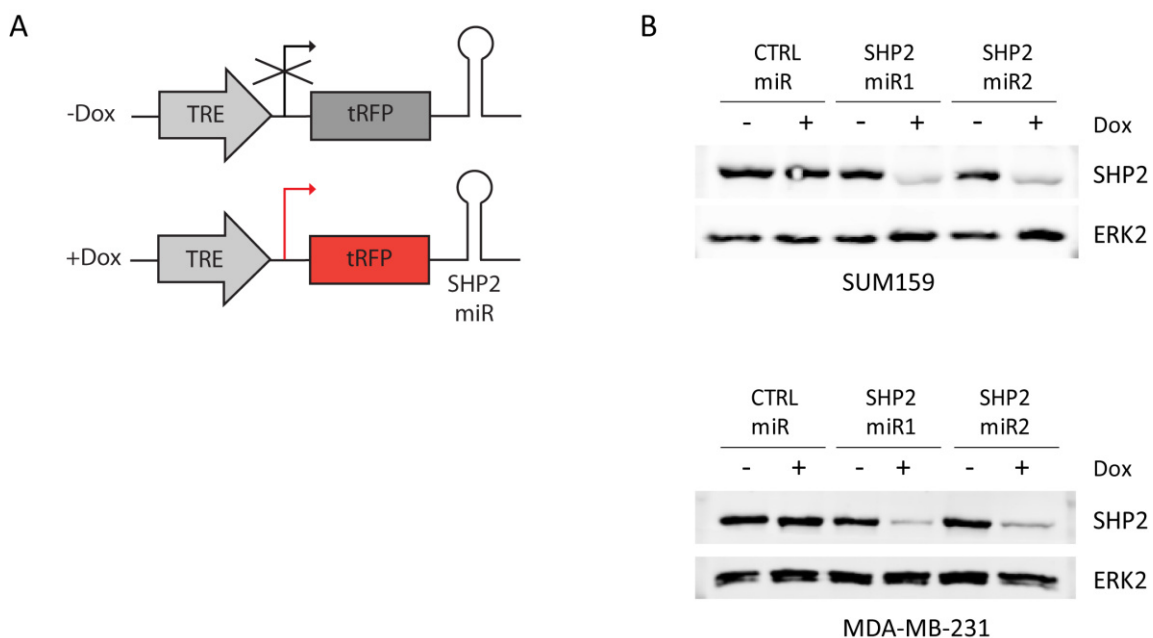 A
-Dox
TRE
tRFP
+Dox
TRE
tRFP
SHP2
miR
B
CTRL SHP2 SHP2
miR miR1 miR2
- + - + - + Dox
SHP2
ERK2
SUM159
CTRL SHP2 SHP2
miR miR1 miR2
- + - + - + Dox
SHP2
ERK2
MDA-MB-231